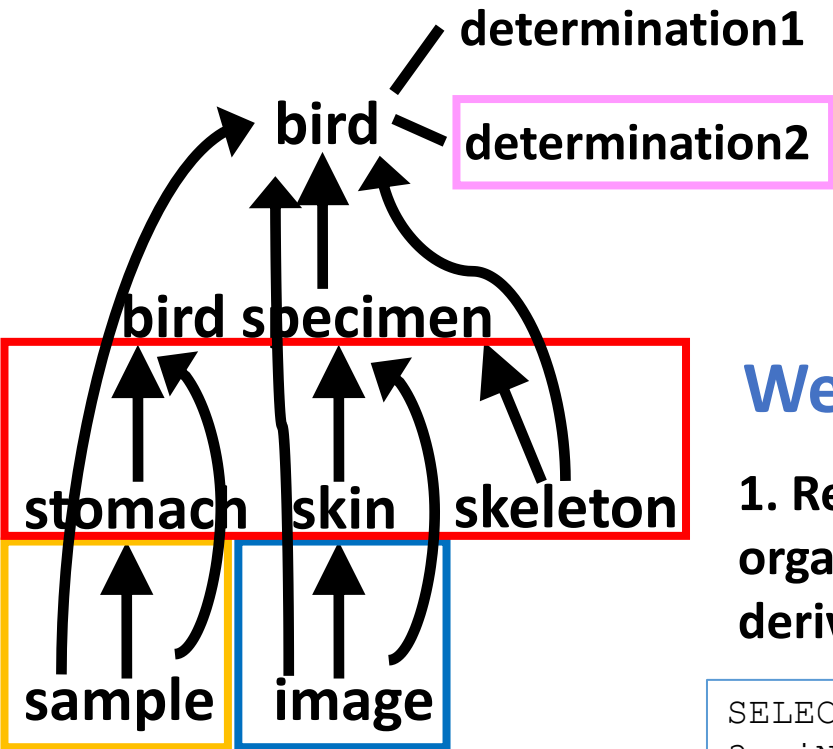 determination1
bird
determination2
bird specimen
We
stomach skin skeleton
1. Re
orga
deriv
sample image
SELEC